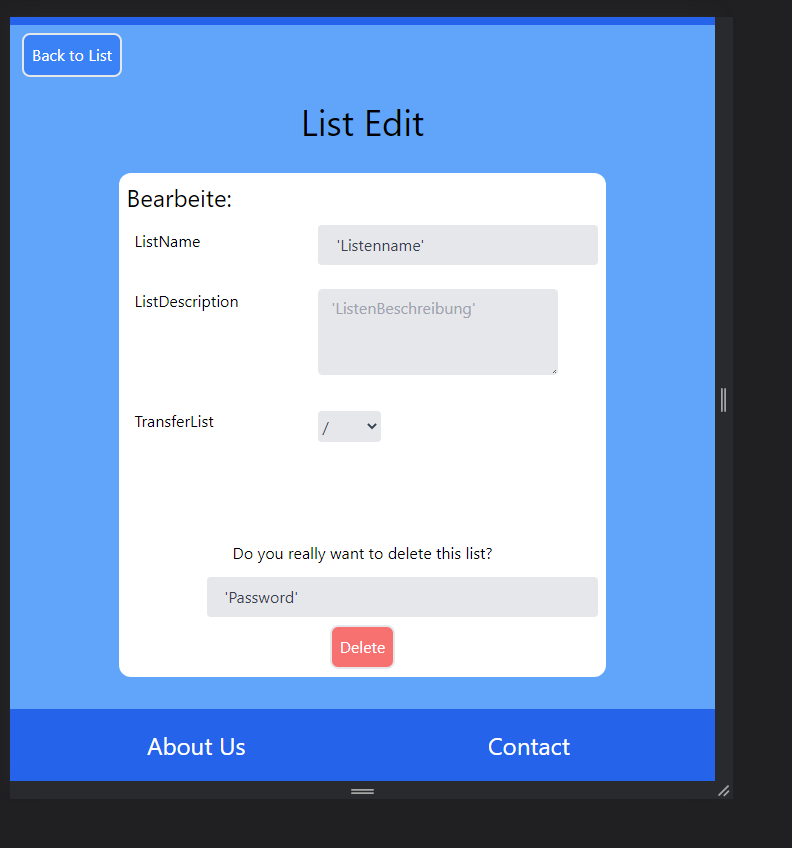 Back to List
List Edit
Bearbeite:
ListName
'Listenname'
ListDescription
'ListenBeschreibung'
TransferList
/
Do you really want to delete this list?
'Password'
Delete
About Us
Contact